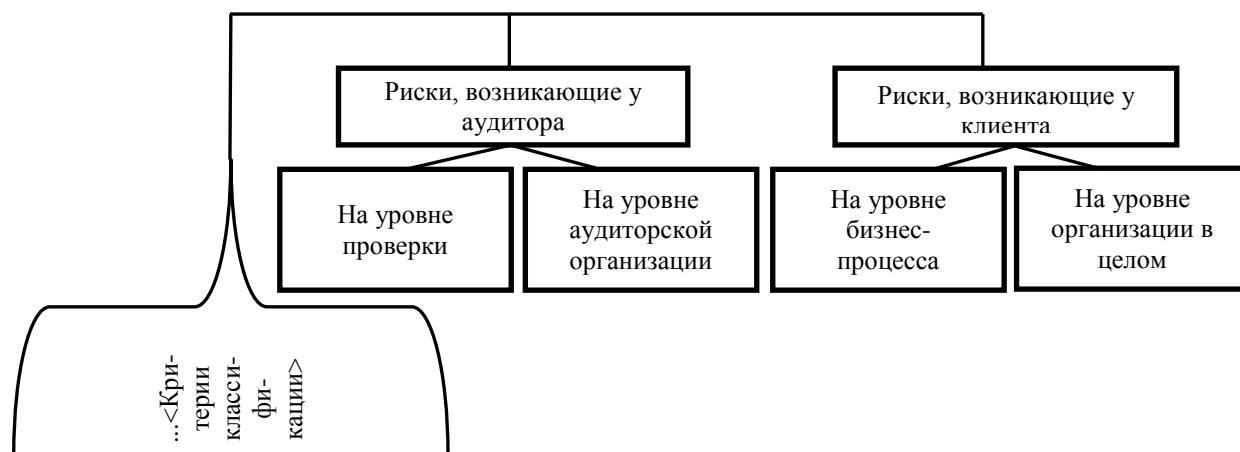 Риски, возникающие у
аудитора
Риски, возникающие у
клиента
На уровне
проверки
На уровне
аудиторской
организации
На уровне
бизнес-
процесса
На уровне
организации в
целом
...<Кри-
терии
класси-
фи-
кации>